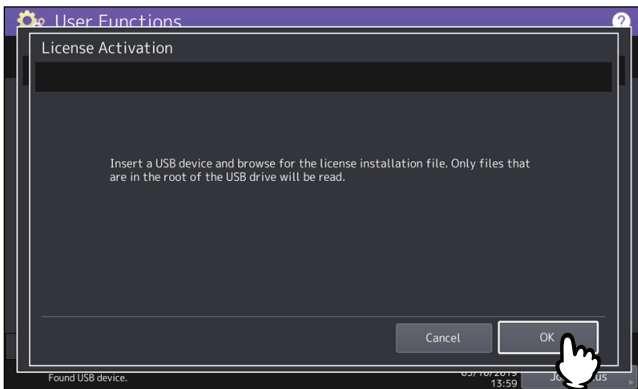 User Functions
?
License Activation
Insert a USB device and browse for the license installation file. Only files that
are in the root of the USB drive will be read.
Cancel
OK
Found USB device.
13:59